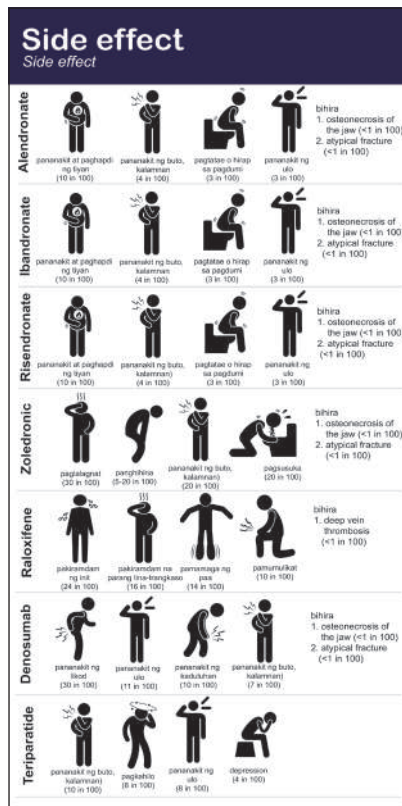 Side effect
Side effect
Alendronate
pananakit at paghapdi
ng tiyan
(10 in 100)
pananakit ng buto,
kalamnan)
(4 in 100)
pagtatae o hirap
sa pagdumi
(3 in 100)
pananakit ng
ulo
(3 in 100)
bihira
1. osteonecrosis of
the jaw (<1 in 100)
2. atypical fracture
(<1 in 100)
Ibandronate
pananakit at paghapdi
ng tiyan
(10 in 100)
pananakit ng buto,
kalamnan)
(4 in 100)
pagtatae o hirap
sa pagdumi
(3 in 100)
pananakit ng
ulo
(3 in 100)
bihira
1. osteonecrosis of
the jaw (<1 in 100
2. atypical fracture
(<1 in 100)
Risendronate
pananakit at paghapdi
ng tiyan
(10 in 100)
pananakit ng buto,
kalamnan)
(4 in 100)
pagtatae o hirap
sa pagdumi
(3 in 100)
pananakit ng
ulo
(3 in 100)
bihira
1. osteonecrosis of
the jaw (<1 in 100)
2. atypical fracture
(<1 in 100)
Zoledronic
paglalagnat
(30 in 100)
panghihina
(5-20 in 100)
pananakit ng buto,
kalamnan)
(20 in 100)
pagsusuka
(20 in 100)
bihira
1. osteonecrosis of
the jaw (<1 in 100)
2. atypical fracture
(<1 in 100)
Raloxifene
pakiramdam
ng init
(24 in 100)
pakiramdam na
parang tina-trangkaso
(16 in 100)
pamamaga ng
paa
(14 in 100)
pamumulikat
(10 in 100)
bihira
1. deep vein
thrombosis
(<1 in 100)
Denosumab
pananakit ng
likod
(30 in 100)
pananakit ng
ulo
(11 in 100)
pananakit ng
kaduluhan
(10 in 100)
pananakit ng buto,
kalamnan)
(7 in 100)
bihira
1. osteonecrosis of
the jaw (<1 in 100)
2. atypical fracture
(<1 in 100)
Teriparatide
pananakit ng buto,
kalamnan)
(10 in 100)
pagkahilo
(8 in 100)
pananakit ng
ulo
(8 in 100)
depression
(4 in 100)